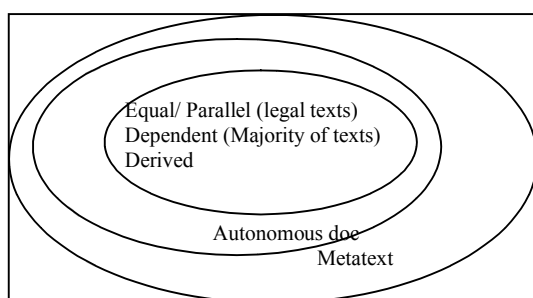 Equal/ Parallel (legal texts)
Dependent (Majority of texts)
Derived
Autonomous doc
Metatext